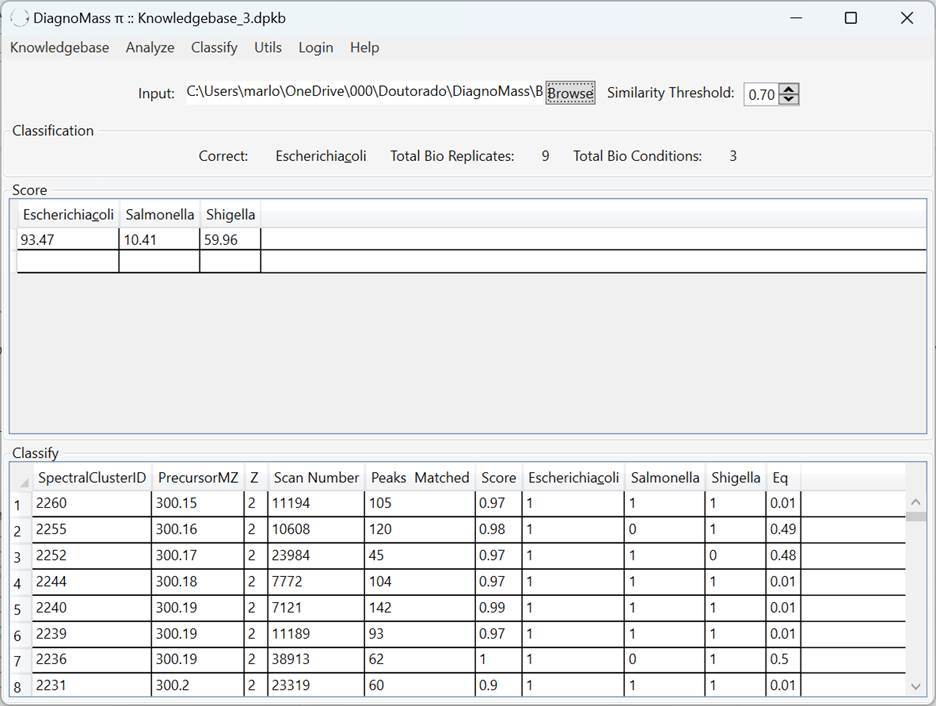 DiagnoMass π :: Knowledgebase_3.dpkb
Knowledgebase Analyze Classify Utils Login Help
Input: C:\Users\marlo\OneDrive\000\Doutorado\DiagnoMass\B Browse Similarity Threshold: 0.70
Classification
Correct: Escherichiacoli Total Bio Replicates: 9 Total Bio Conditions: 3
Score
Escherichiacoli Salmonella Shigella
93.47 10.41 59.96
Classify
SpectralClusterID PrecursorMZ Z Scan Number Peaks Matched Score Escherichiacoli Salmonella Shigella Eq
1 2260 300.15 2 11194 105 0.97 1 1 1 0.01
2 2255 300.16 2 10608 120 0.98 1 0 1 0.49
3 2252 300.17 2 23984 45 0.97 1 1 0 0.48
4 2244 300.18 2 7772 104 0.97 1 1 1 0.01
5 2240 300.19 2 7121 142 0.99 1 1 1 0.01
6 2239 300.19 2 11189 93 0.97 1 1 1 0.01
7 2236 300.19 2 38913 62 1 1 0 1 0.5
8 2231 300.2 2 23319 60 0.9 1 1 1 0.01